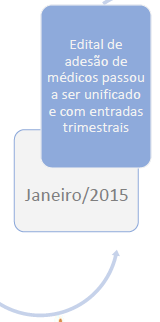 Edital de
adesão de
médicos passou
a ser unificado
e com entradas
trimestrais
Janeiro/2015